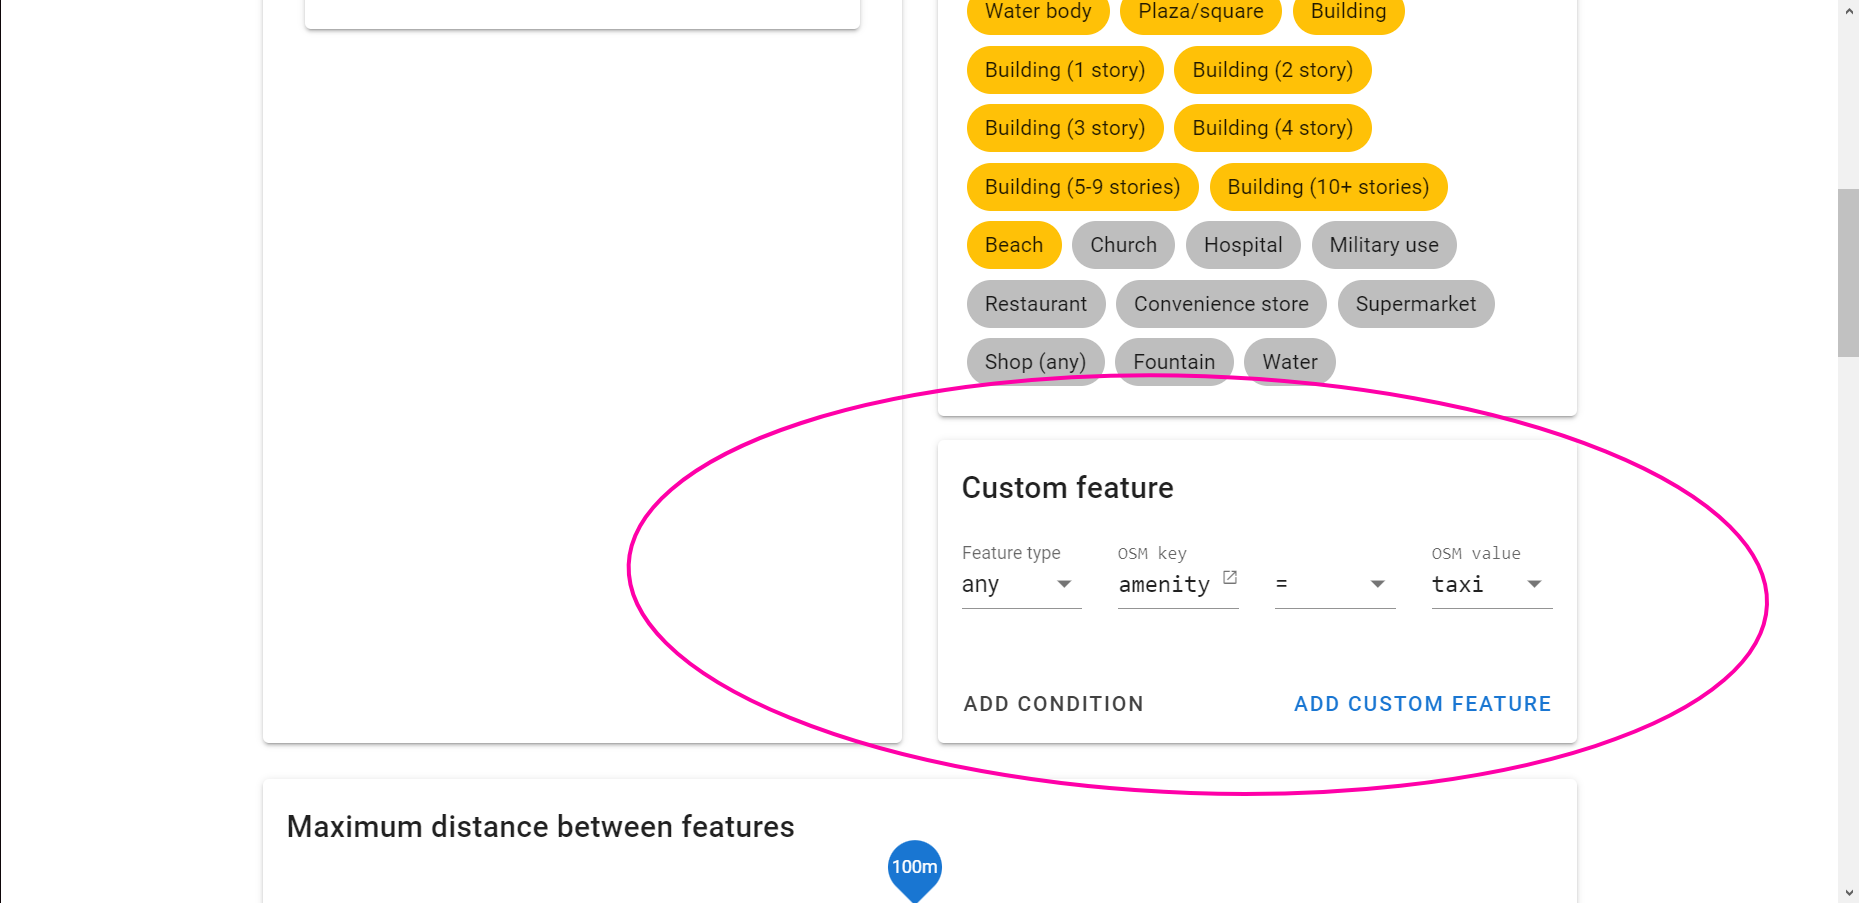 Water body Plaza/square Building
Building (1 story) Building (2 story)
Building (3 story) Building (4 story)
Building (5-9 stories) Building (10+ stories)
Beach Church Hospital Military use
Restaurant Convenience store Supermarket
Shop (any) Fountain Water
Custom feature
Feature type OSM key OSM value
any amenity = taxi
ADD CONDITION ADD CUSTOM FEATURE
Maximum distance between features
100m